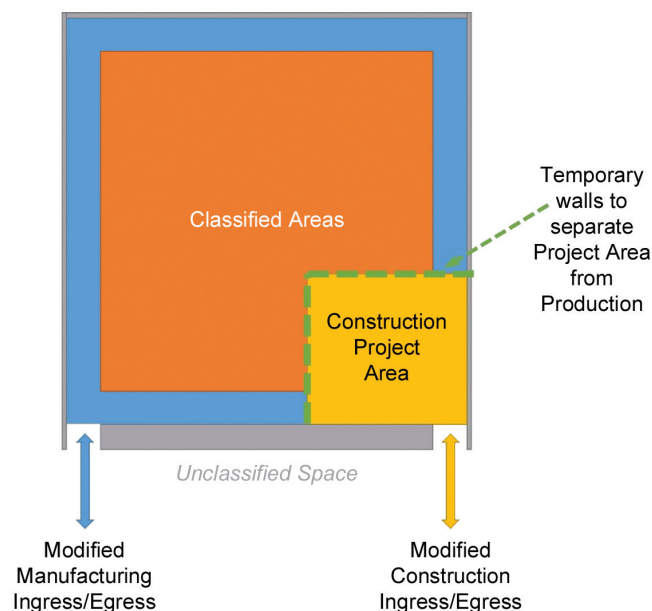 Temporary
walls to
separate
Project Area
from
Production
Classified Areas
Construction
Project
Area
Unclassified Space
Modified
Manufacturing
Ingress/Egress
Modified
Construction
Ingress/Egress